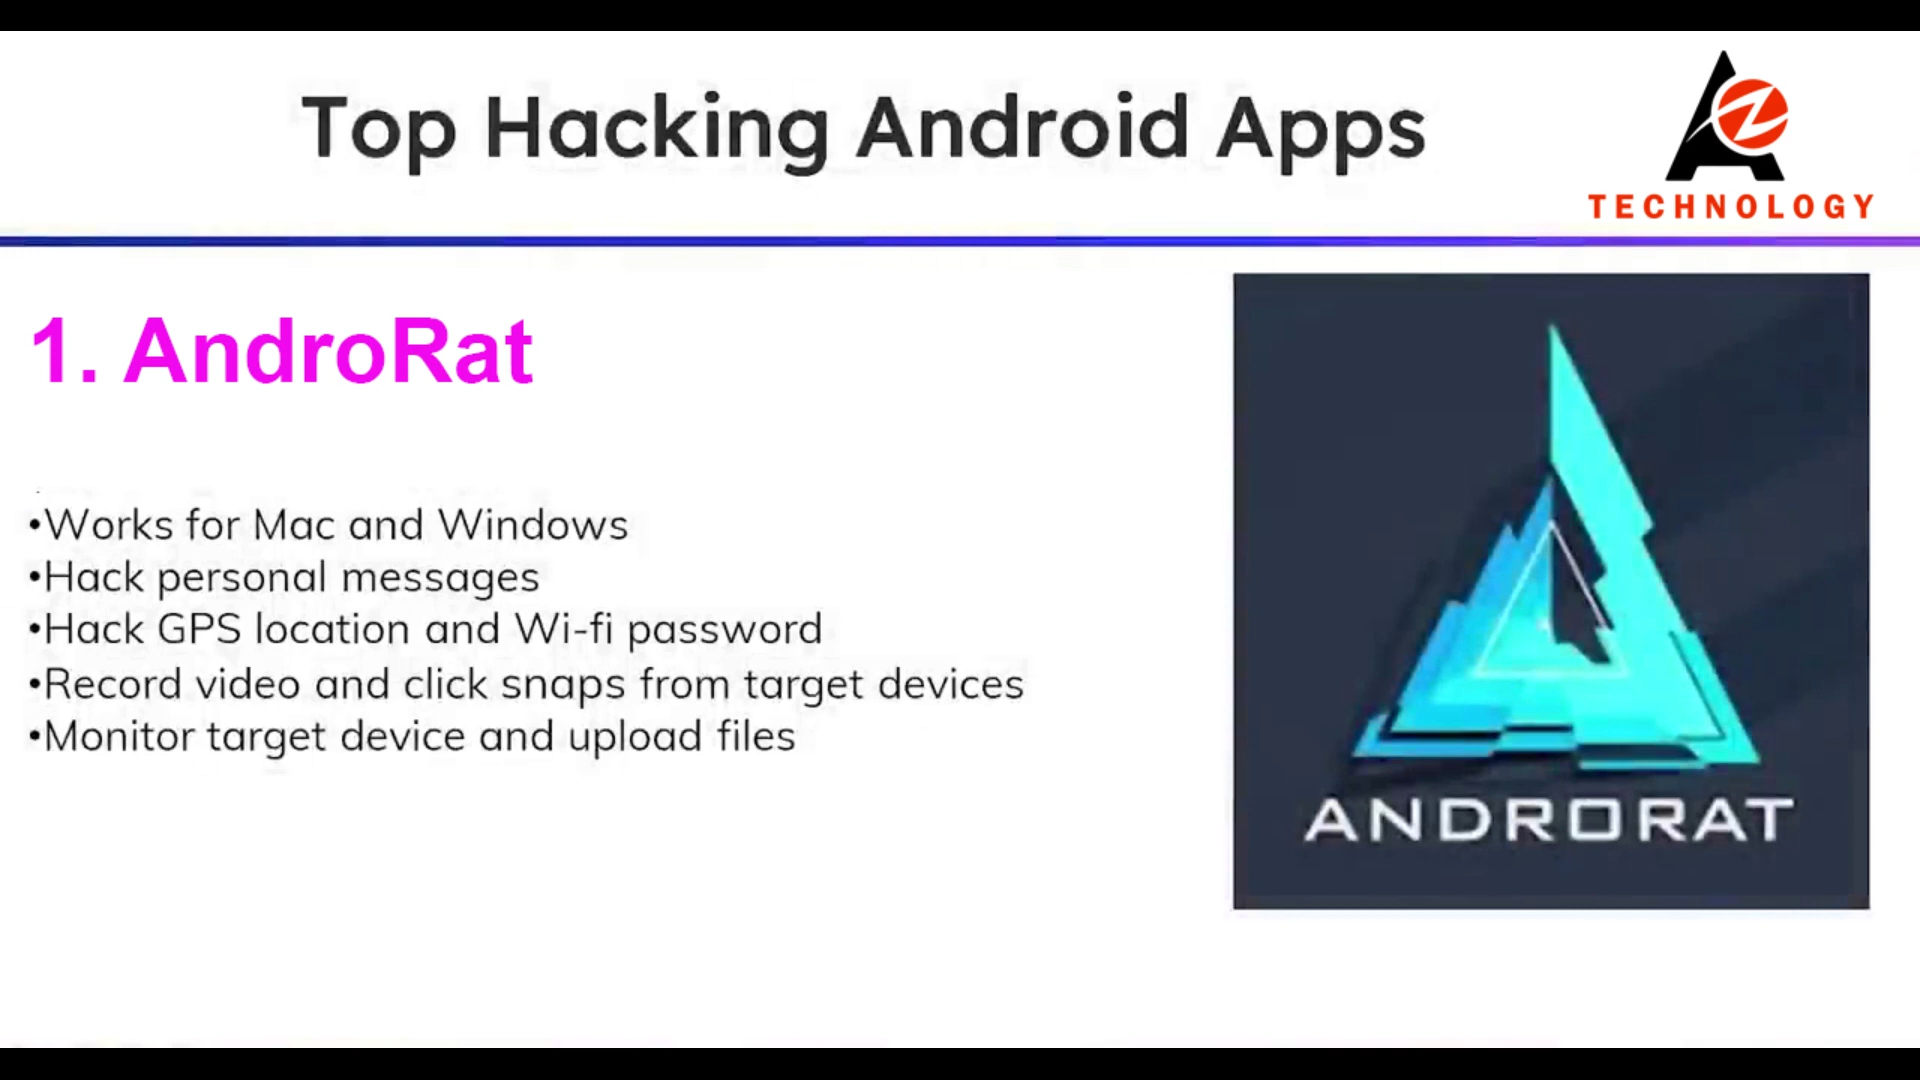 Top Hacking Android Apps
AZ
TECHNOLOGY
1. AndroRat
•Works for Mac and Windows
•Hack personal messages
•Hack GPS location and Wi-fi password
•Record video and click snaps from target devices
•Monitor target device and upload files
ANDRORAT